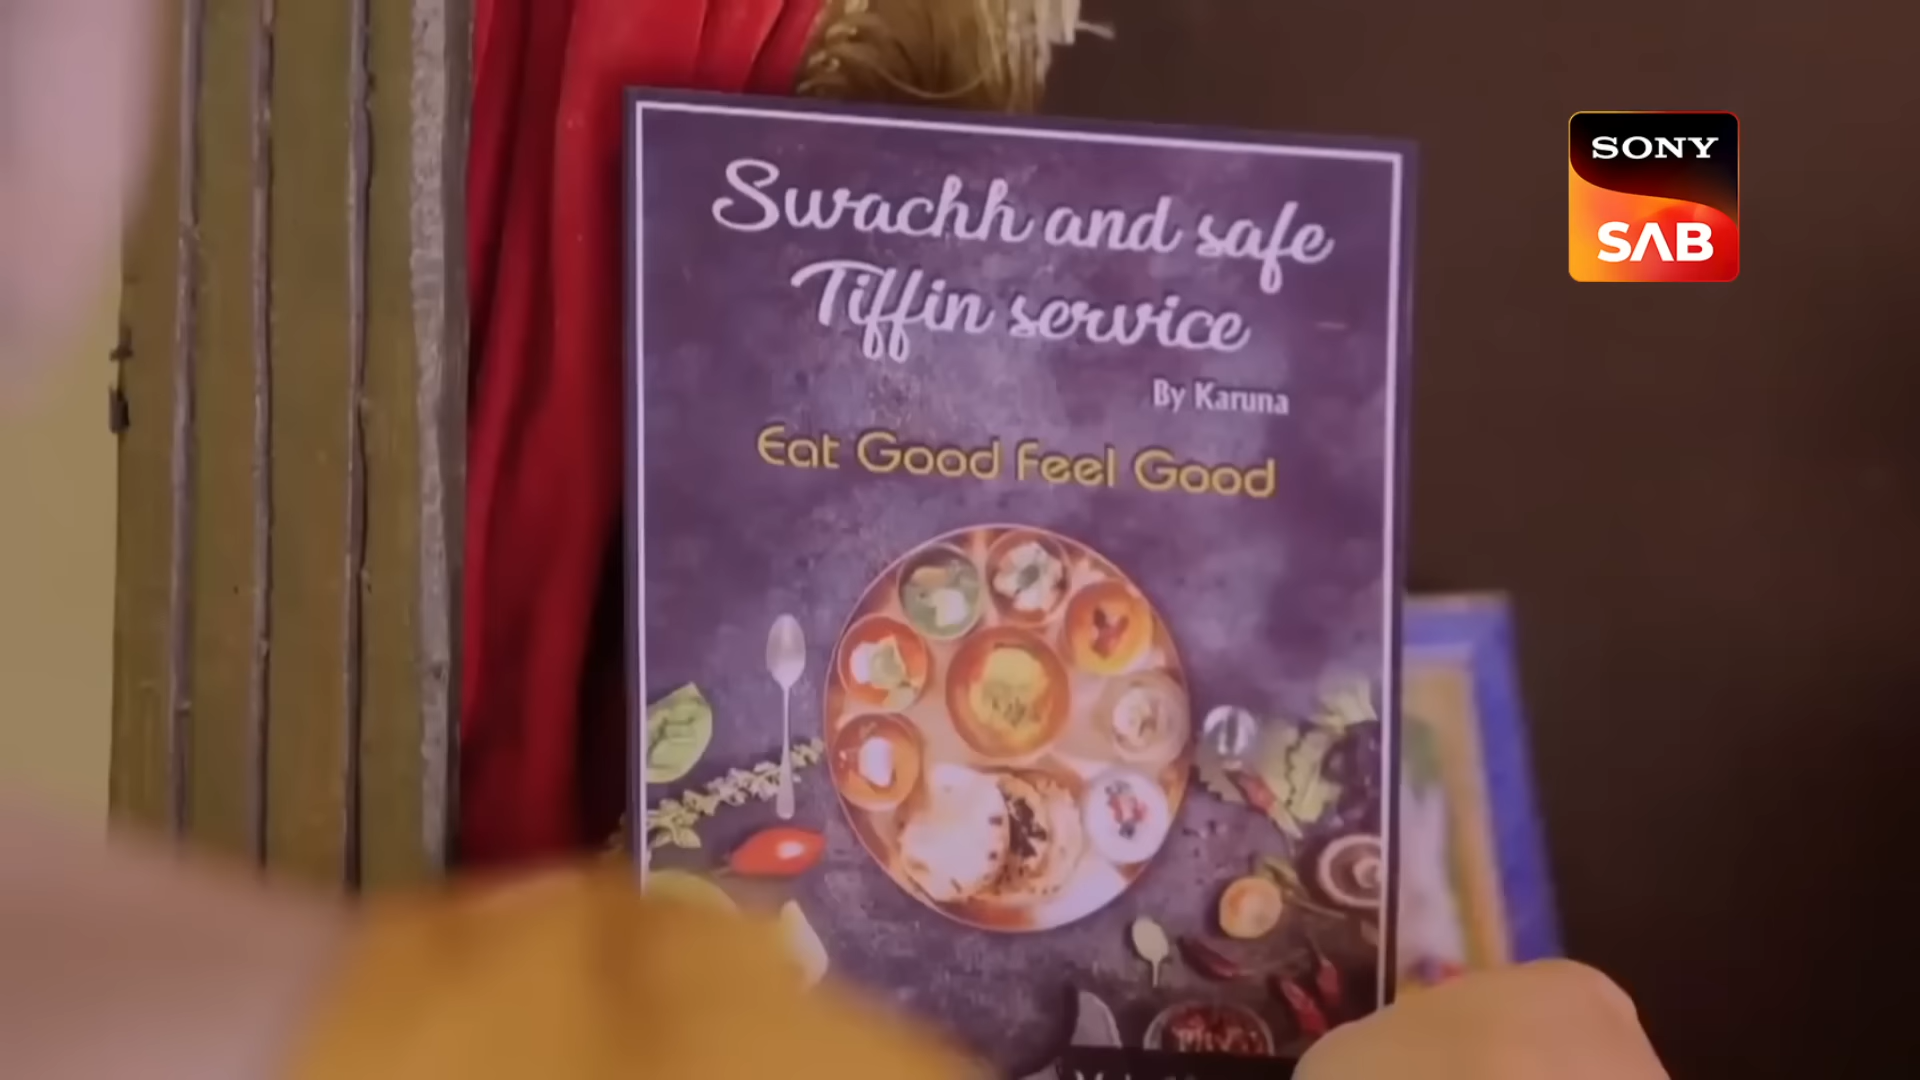 Swachh and safe
Tiffin service
By Karuna
Eat Good Feel Good
SONY
SAB